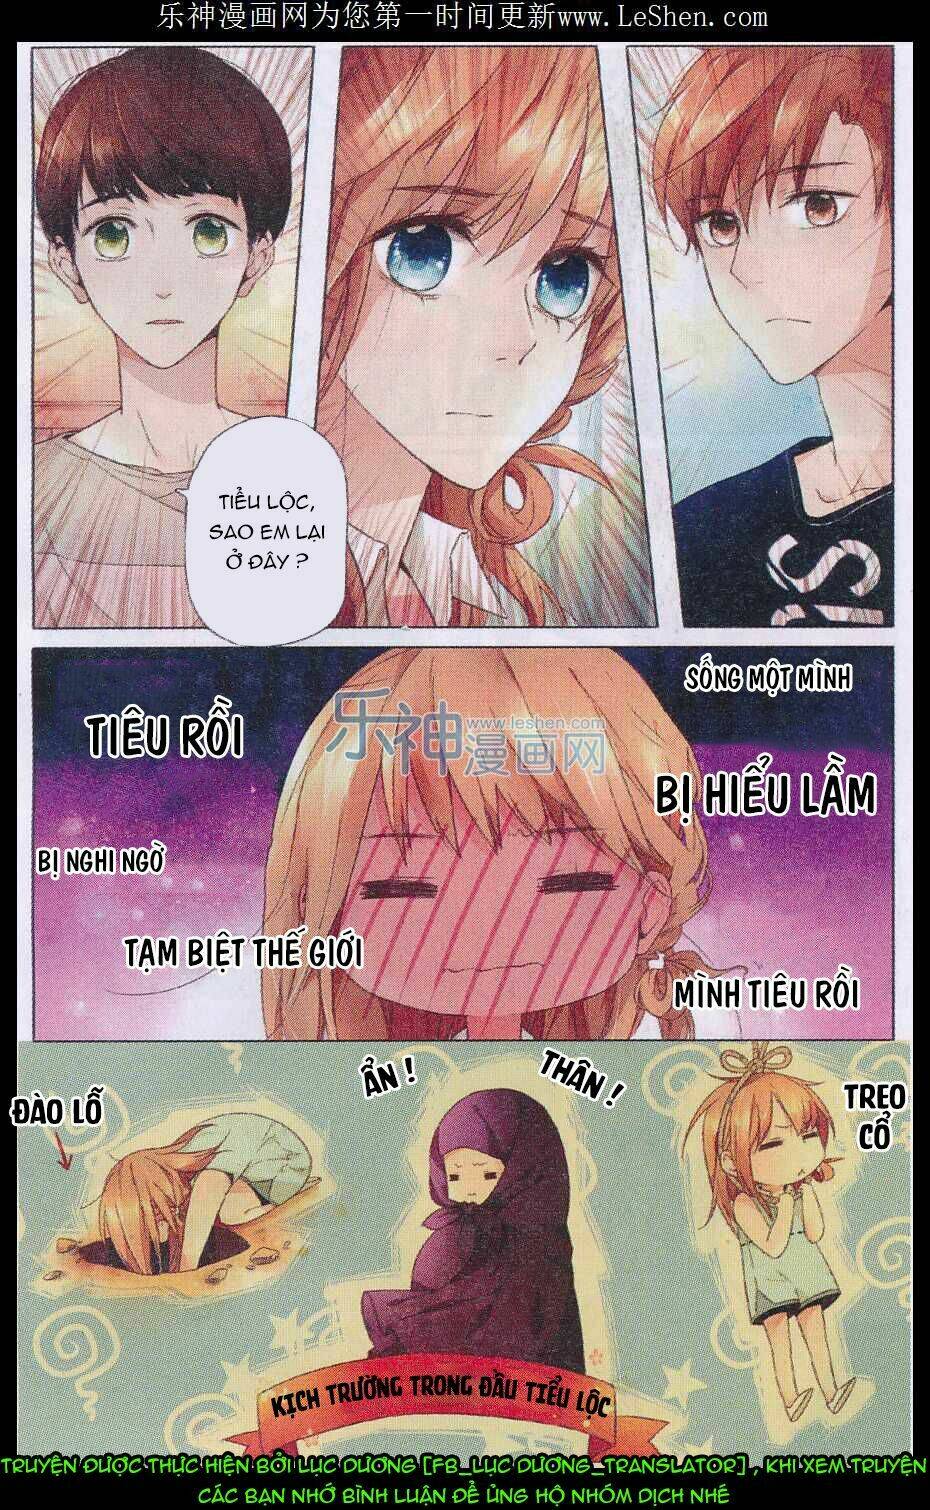 乐神漫画网为您第一时间更新www.LeShen.com
TIỂU LỘC,
SAO EM LẠI
Ở ĐÂY ?
SỐNG MỘT MÌNH
TIÊU RỒI
乐神漫画网
www.leshen.com
BỊ HIỂU LẦM
BỊ NGHI NGỜ
TẠM BIỆT THẾ GIỚI
MÌNH TIÊU RỒI
ĐÀO LỖ
ẨN !
THÂN !
TREO
CỔ
KỊCH TRƯỜNG TRONG ĐẦU TIỂU LỘC
TRUYỆN ĐƯỢC THỰC HIỆN BỞI LỤC DƯƠNG [FB_LỤC DƯƠNG_TRANSLATOR] , KHI XEM TRUYỆN
CÁC BẠN NHỚ BÌNH LUẬN ĐỂ ỦNG HỘ NHÓM DỊCH NHÉ